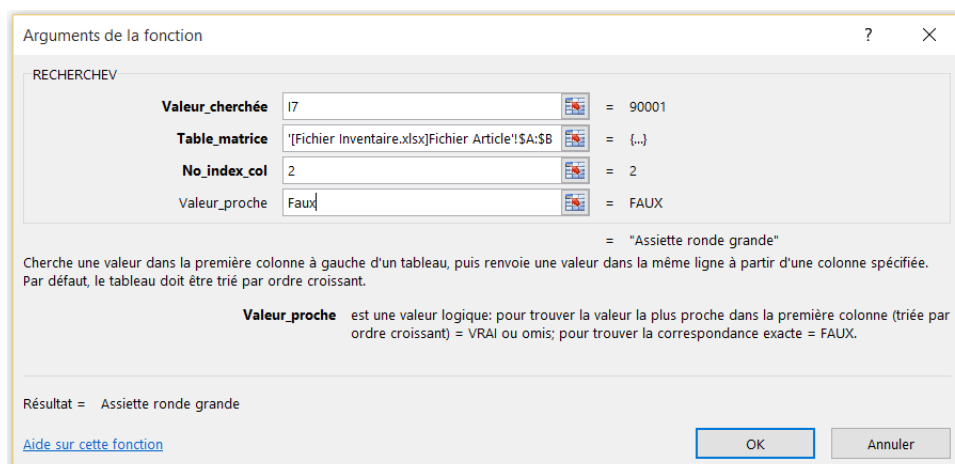 Arguments de la fonction ? ×
RECHERCHEV
Valeur_cherchée I7 = 90001
Table_matrice '[Fichier Inventaire.xlsx]Fichier Article'!$A:$B = {...}
No_index_col 2 = 2
Valeur_proche Faux = FAUX
= "Assiette ronde grande"
Cherche une valeur dans la première colonne à gauche d'un tableau, puis renvoie une valeur dans la même ligne à partir d'une colonne spécifiée.
Par défaut, le tableau doit être trié par ordre croissant.
Valeur_proche est une valeur logique: pour trouver la valeur la plus proche dans la première colonne (triée par
ordre croissant) = VRAI ou omis; pour trouver la correspondance exacte = FAUX.
Résultat = Assiette ronde grande
Aide sur cette fonction OK Annuler